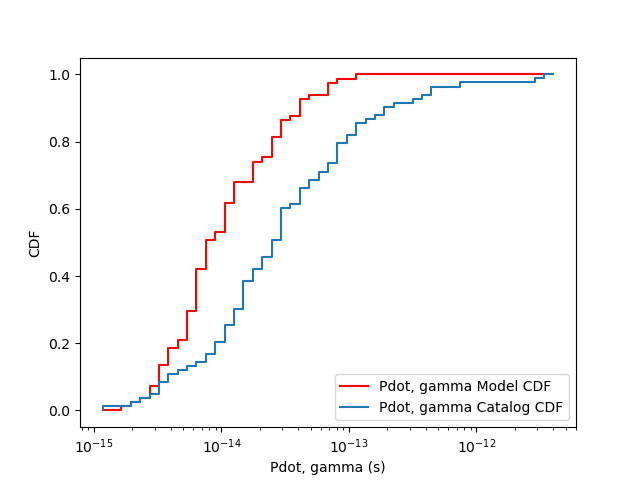 1.0
0.8
0.6
0.4
0.2
0.0
CDF
10⁻¹⁵
10⁻¹⁴
10⁻¹³
10⁻¹²
Pdot, gamma (s)
Pdot, gamma Model CDF
Pdot, gamma Catalog CDF